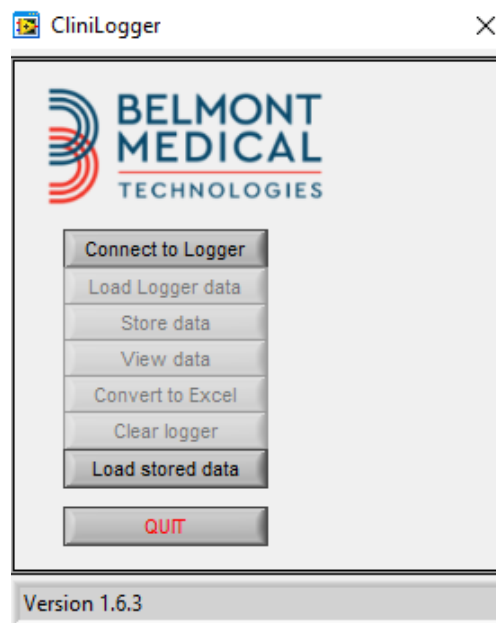 CliniLogger
BELMONT
MEDICAL
TECHNOLOGIES
Connect to Logger
Load Logger data
Store data
View data
Convert to Excel
Clear logger
Load stored data
QUIT
Version 1.6.3